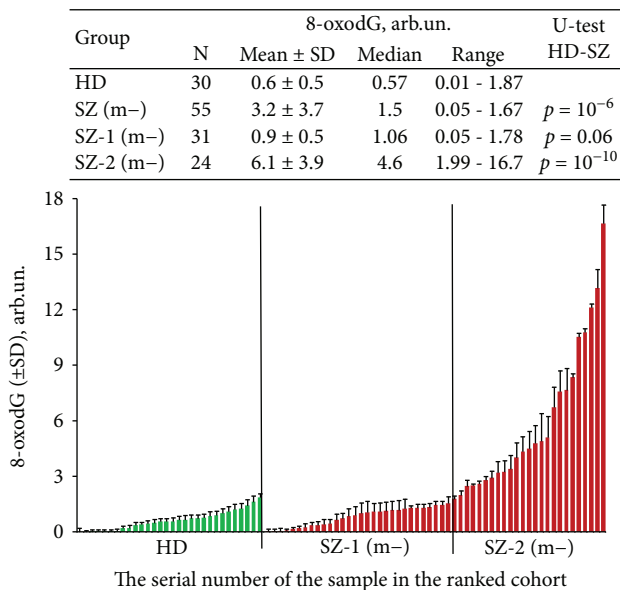 8-oxodG, arb.un. U-test
Group N Mean ± SD Median Range HD-SZ
HD 30 0.6 ± 0.5 0.57 0.01 - 1.87
SZ (m−) 55 3.2 ± 3.7 1.5 0.05 - 1.67 p = 10⁻⁶
SZ-1 (m−) 31 0.9 ± 0.5 1.06 0.05 - 1.78 p = 0.06
SZ-2 (m−) 24 6.1 ± 3.9 4.6 1.99 - 16.7 p = 10⁻¹⁰
8-oxodG (±SD), arb.un.
18
15
12
9
6
3
0
HD SZ-1 (m−) SZ-2 (m−)
The serial number of the sample in the ranked cohort